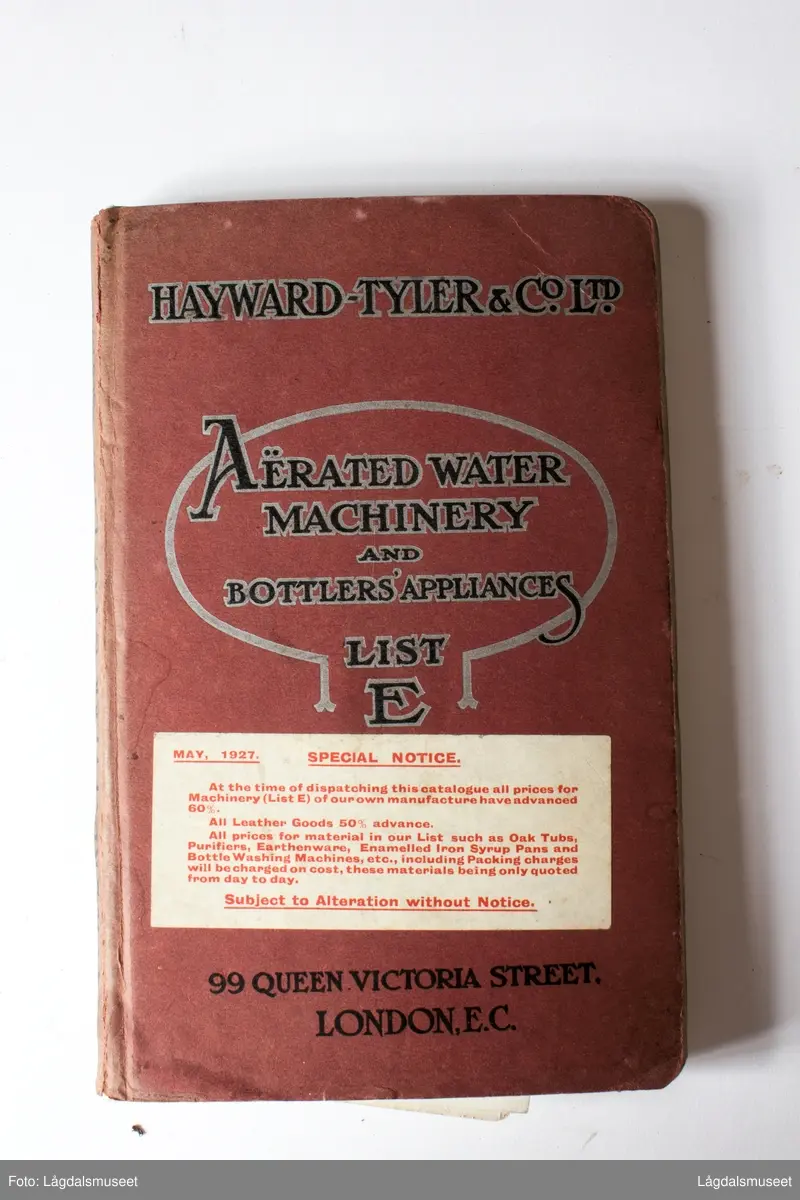 HAYWARD-TYLER & CO. LTD.
AËRATED WATER
MACHINERY
AND
BOTTLERS' APPLIANCES
LIST
E
MAY, 1927. SPECIAL NOTICE.
At the time of dispatching this catalogue all prices for
Machinery (List E) of our own manufacture have advanced
60%.
All Leather Goods 50% advance.
All prices for material in our List such as Oak Tubs,
Purifiers, Earthenware, Enamelled Iron Syrup Pans and
Bottle Washing Machines, etc., including Packing charges
will be charged on cost, these materials being only quoted
from day to day.
Subject to Alteration without Notice.
99 QUEEN VICTORIA STREET.
LONDON, E.C.
Foto: Lågdalsmuseet Lågdalsmuseet